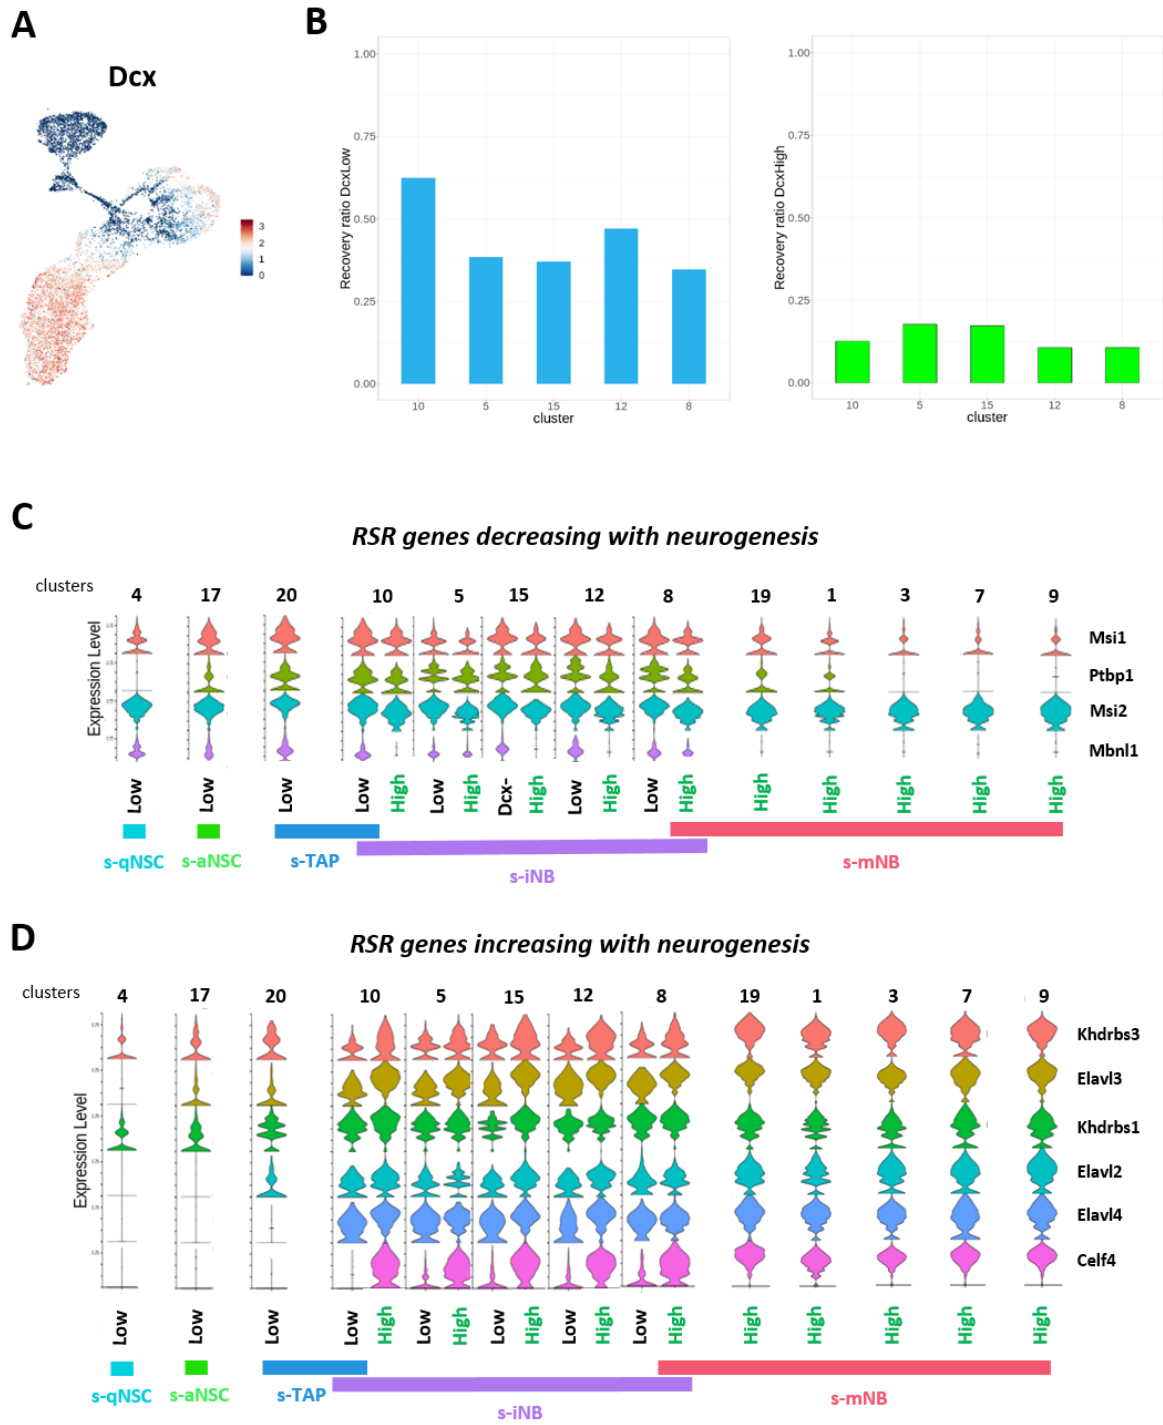 A
B
Dcx
3
2
1
0
Recovery ratio DcxLow
1.00
0.75
0.50
0.25
0.00
10 5 15 12 8
cluster
Recovery ratio DcxHigh
1.00
0.75
0.50
0.25
0.00
10 5 15 12 8
cluster
C
RSR genes decreasing with neurogenesis
clusters 4 17 20 10 5 15 12 8 19 1 3 7 9
Expression Level
Msi1
Ptbp1
Msi2
Mbnl1
Low Low Low Low High Low High Dcx- High Low High Low High High High High High High
s-qNSC s-aNSC s-TAP s-iNB s-mNB
D
RSR genes increasing with neurogenesis
clusters 4 17 20 10 5 15 12 8 19 1 3 7 9
Expression Level
Khdrbs3
Elavl3
Khdrbs1
Elavl2
Elavl4
Celf4
Low Low Low Low High Low High Low High Low High Low High High High High High High
s-qNSC s-aNSC s-TAP s-iNB s-mNB